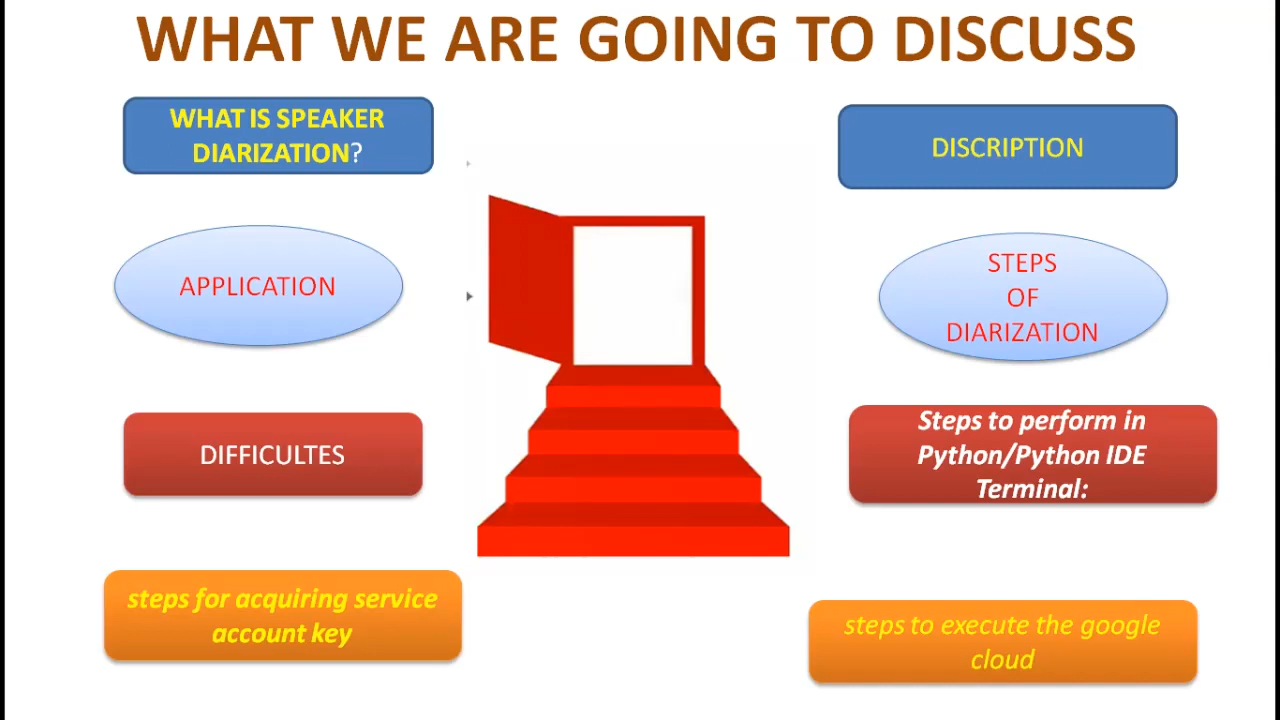 WHAT WE ARE GOING TO DISCUSS
WHAT IS SPEAKER
DIARIZATION?
DISCRIPTION
APPLICATION
STEPS
OF
DIARIZATION
DIFFICULTES
Steps to perform in
Python/Python IDE
Terminal:
steps for acquiring service
account key
steps to execute the google
cloud